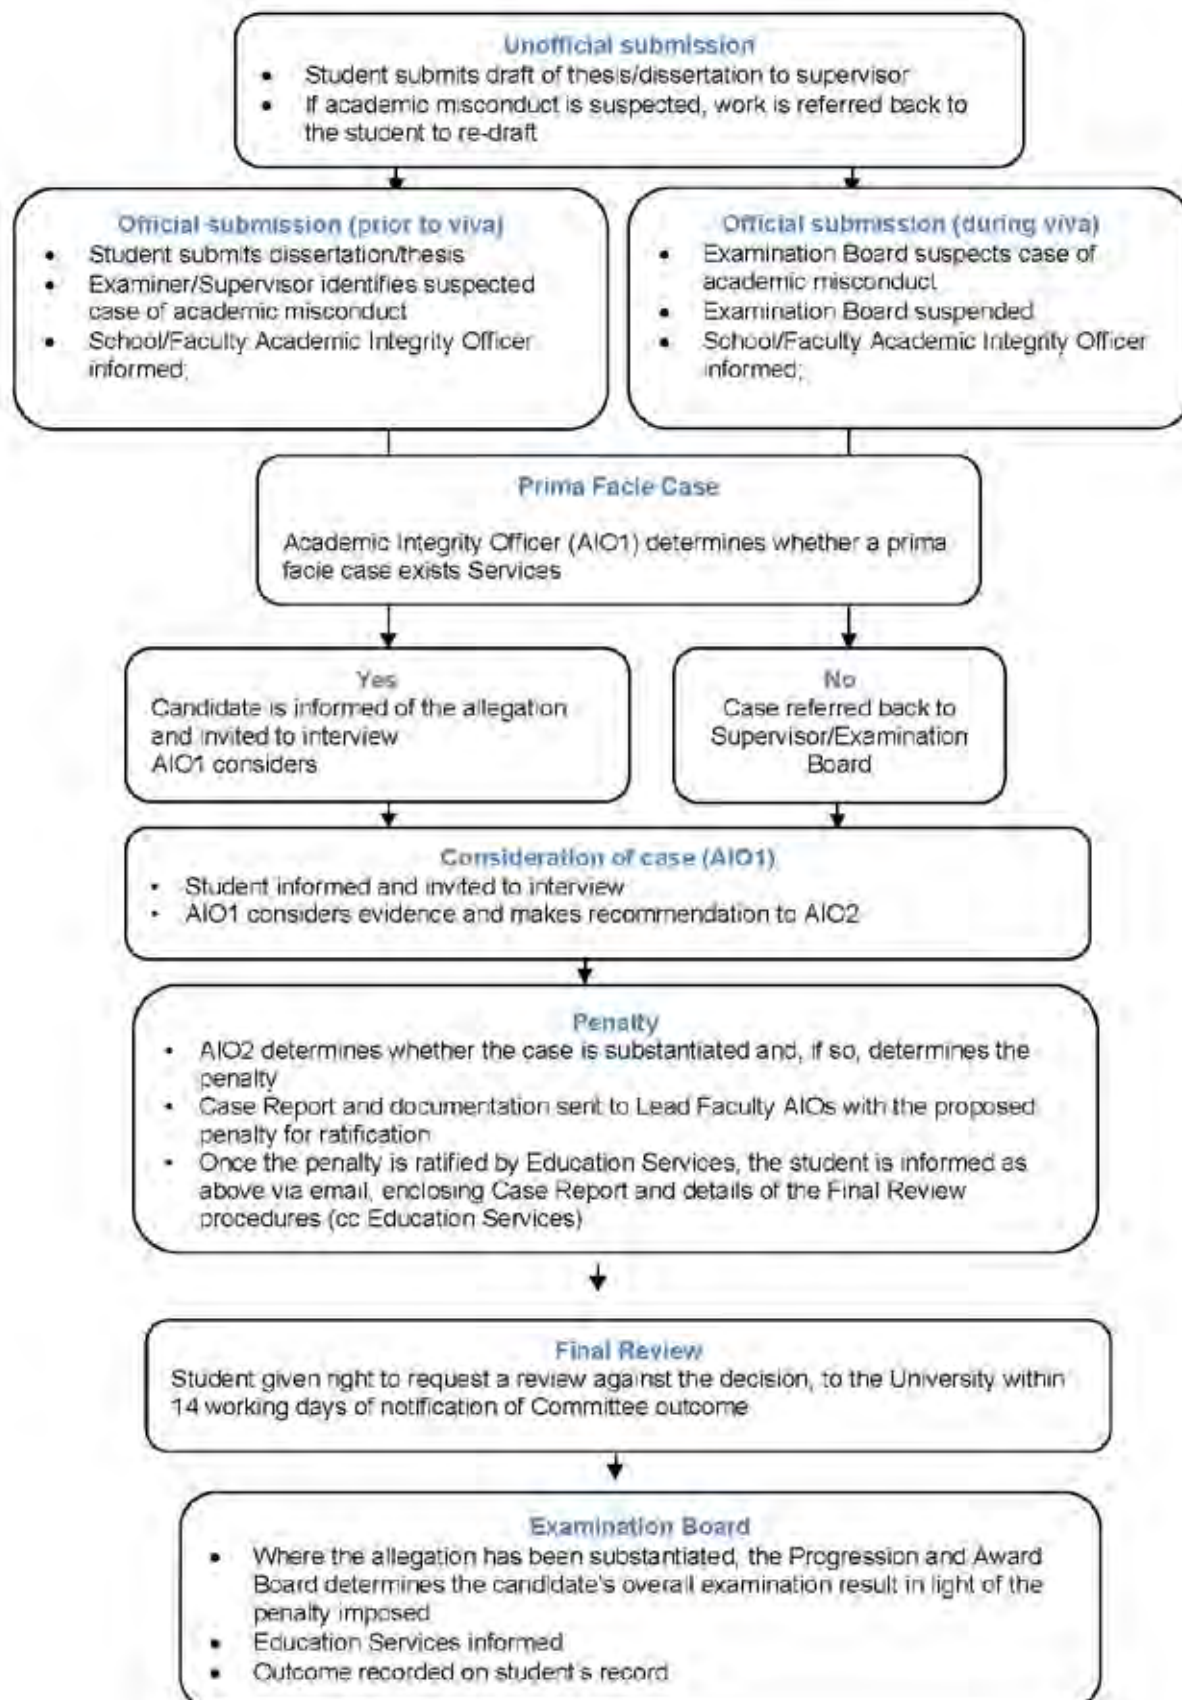 Unofficial submission
• Student submits draft of thesis/dissertation to supervisor
• If academic misconduct is suspected, work is referred back to
the student to re-draft
Official submission (prior to viva)
• Student submits dissertation/thesis
• Examiner/Supervisor identifies suspected
case of academic misconduct
• School/Faculty Academic Integrity Officer
informed;
Official submission (during viva)
• Examination Board suspects case of
academic misconduct
• Examination Board suspended
• School/Faculty Academic Integrity Officer
informed;
Prima Facie Case
Academic Integrity Officer (AIO1) determines whether a prima
facie case exists Services
Yes
Candidate is informed of the allegation
and invited to interview
AIO1 considers
No
Case referred back to
Supervisor/Examination
Board
Consideration of case (AIO1)
• Student informed and invited to interview
• AIO1 considers evidence and makes recommendation to AIO2
Penalty
• AIO2 determines whether the case is substantiated and, if so, determines the
penalty
• Case Report and documentation sent to Lead Faculty AIOs with the proposed
penalty for ratification
• Once the penalty is ratified by Education Services, the student is informed as
above via email, enclosing Case Report and details of the Final Review
procedures (cc Education Services)
Final Review
Student given right to request a review against the decision, to the University within
14 working days of notification of Committee outcome
Examination Board
• Where the allegation has been substantiated, the Progression and Award
Board determines the candidate's overall examination result in light of the
penalty imposed
• Education Services informed
• Outcome recorded on student's record